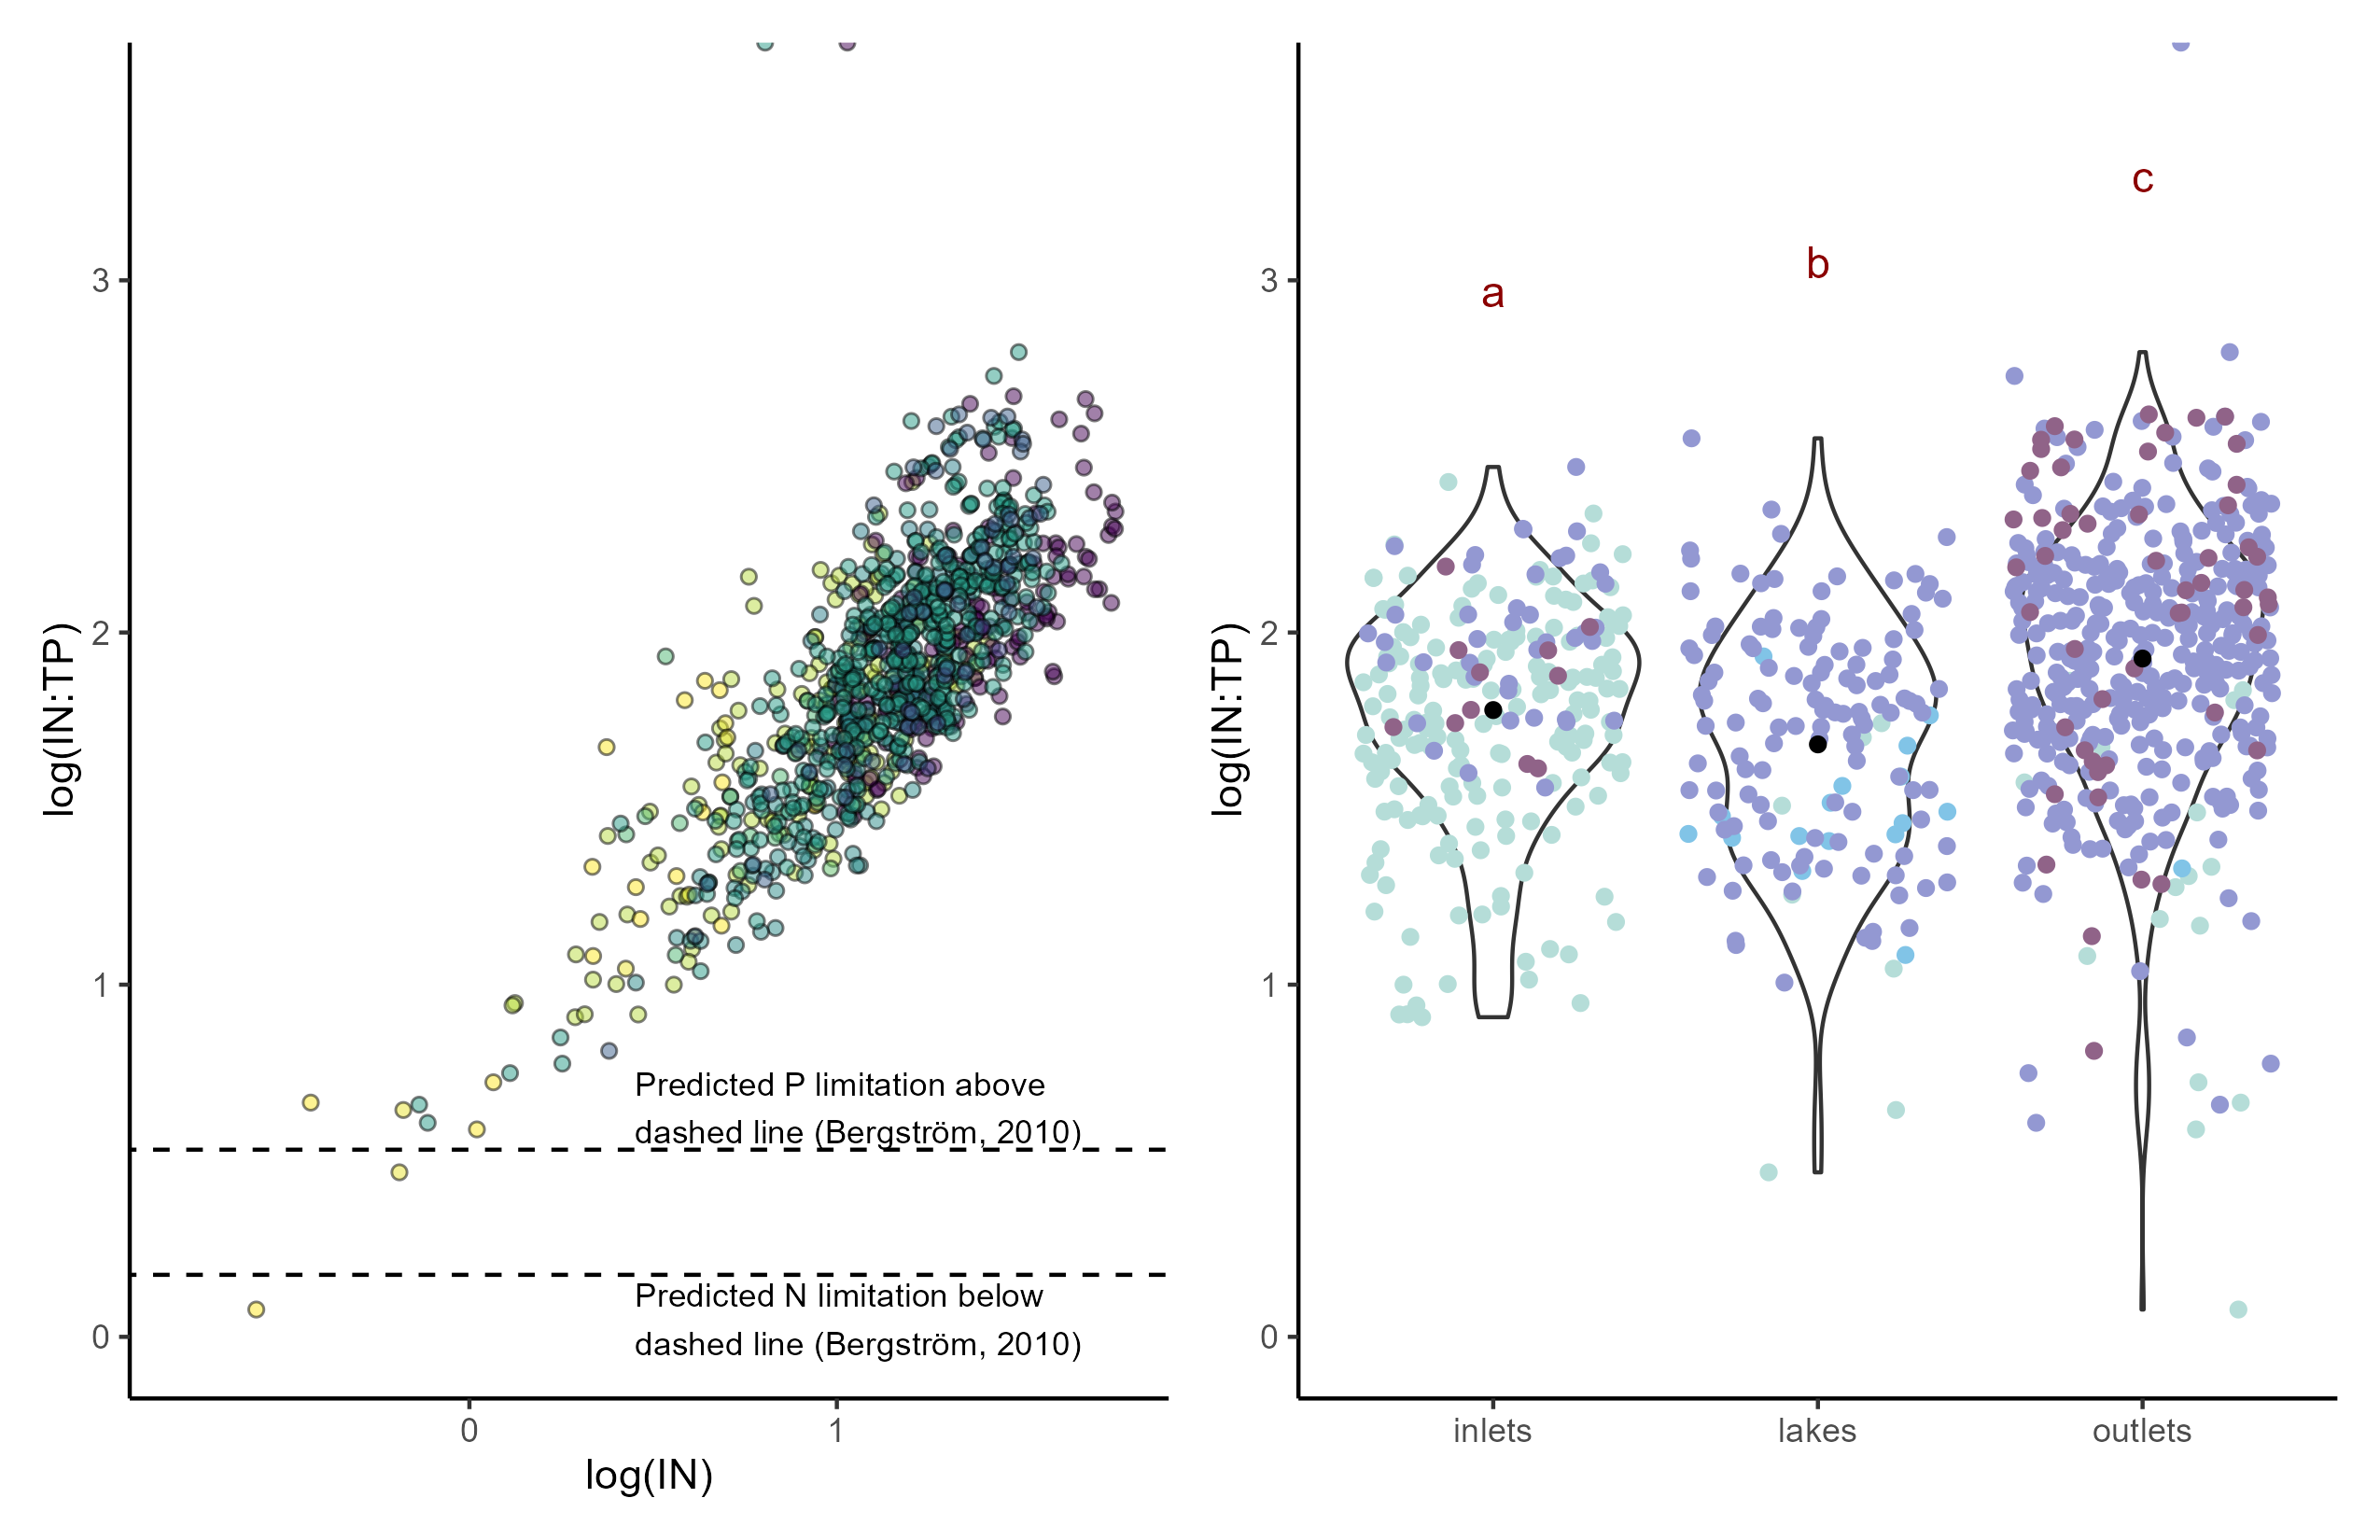 log(IN:TP)
3
2
1
0
Predicted P limitation above
dashed line (Bergström, 2010)
Predicted N limitation below
dashed line (Bergström, 2010)
0
1
log(IN)
log(IN:TP)
3
2
1
0
a
b
c
inlets
lakes
outlets